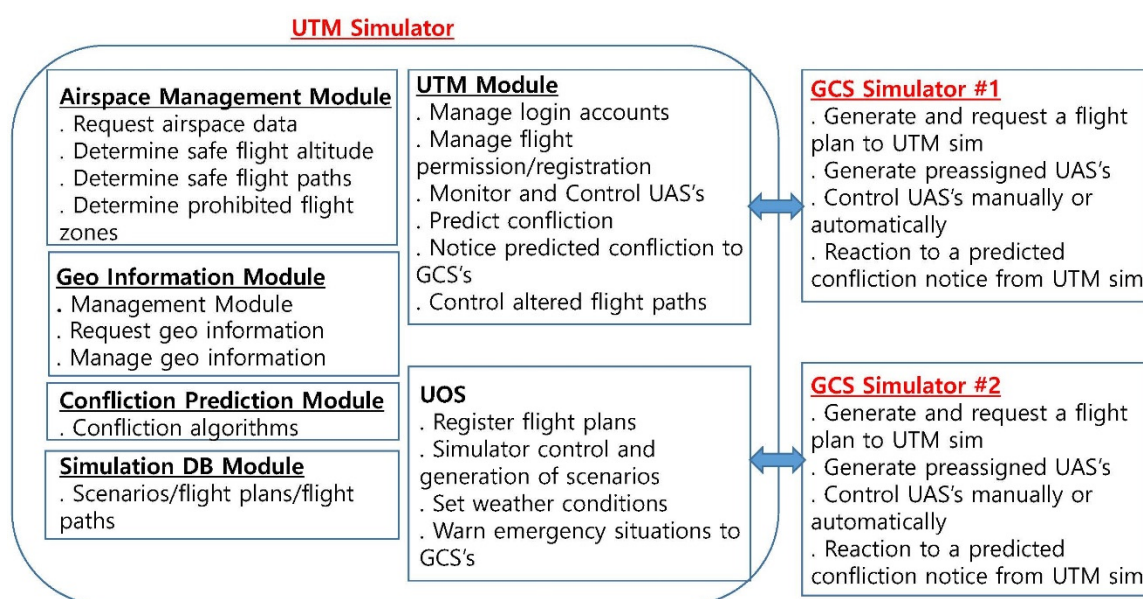 UTM Simulator
Airspace Management Module
. Request airspace data
. Determine safe flight altitude
. Determine safe flight paths
. Determine prohibited flight
zones
Geo Information Module
. Management Module
. Request geo information
. Manage geo information
Confliction Prediction Module
. Confliction algorithms
Simulation DB Module
. Scenarios/flight plans/flight
paths
UTM Module
. Manage login accounts
. Manage flight
permission/registration
. Monitor and Control UAS's
. Predict confliction
. Notice predicted confliction to
GCS's
. Control altered flight paths
UOS
. Register flight plans
. Simulator control and
generation of scenarios
. Set weather conditions
. Warn emergency situations to
GCS's
GCS Simulator #1
. Generate and request a flight
plan to UTM sim
. Generate preassigned UAS's
. Control UAS's manually or
automatically
. Reaction to a predicted
confliction notice from UTM sim
GCS Simulator #2
. Generate and request a flight
plan to UTM sim
. Generate preassigned UAS's
. Control UAS's manually or
automatically
. Reaction to a predicted
confliction notice from UTM sim